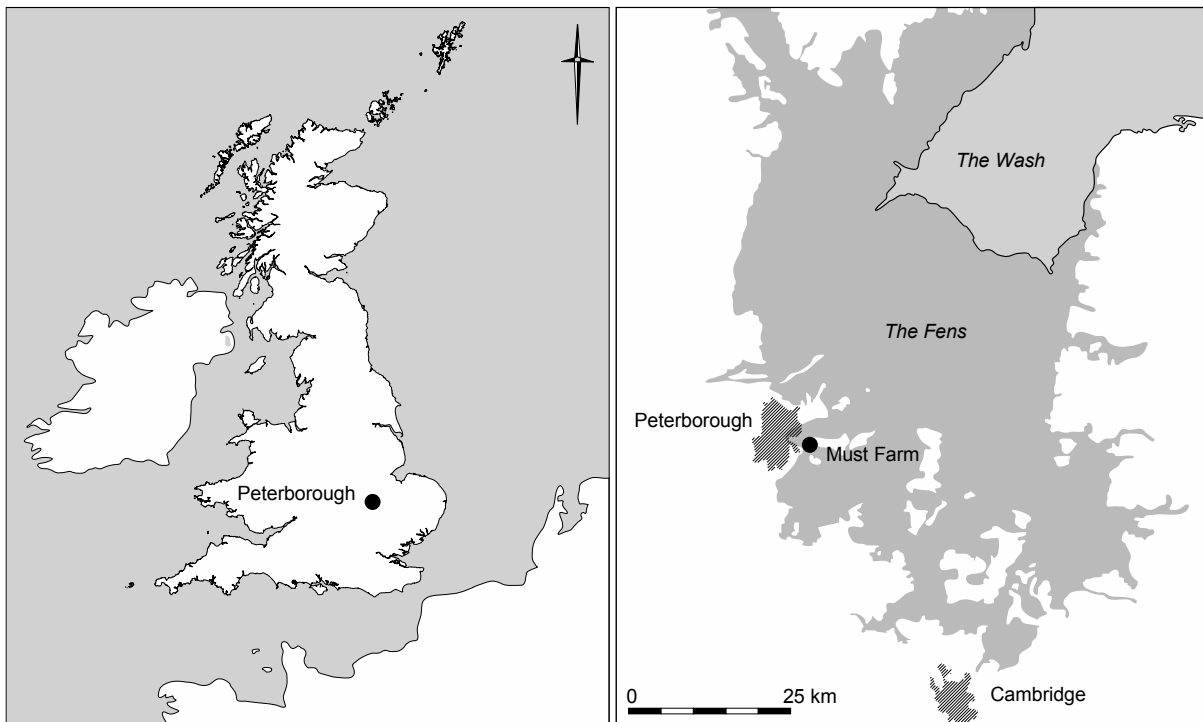 Peterborough
The Wash
The Fens
Peterborough
Must Farm
0 25 km
Cambridge